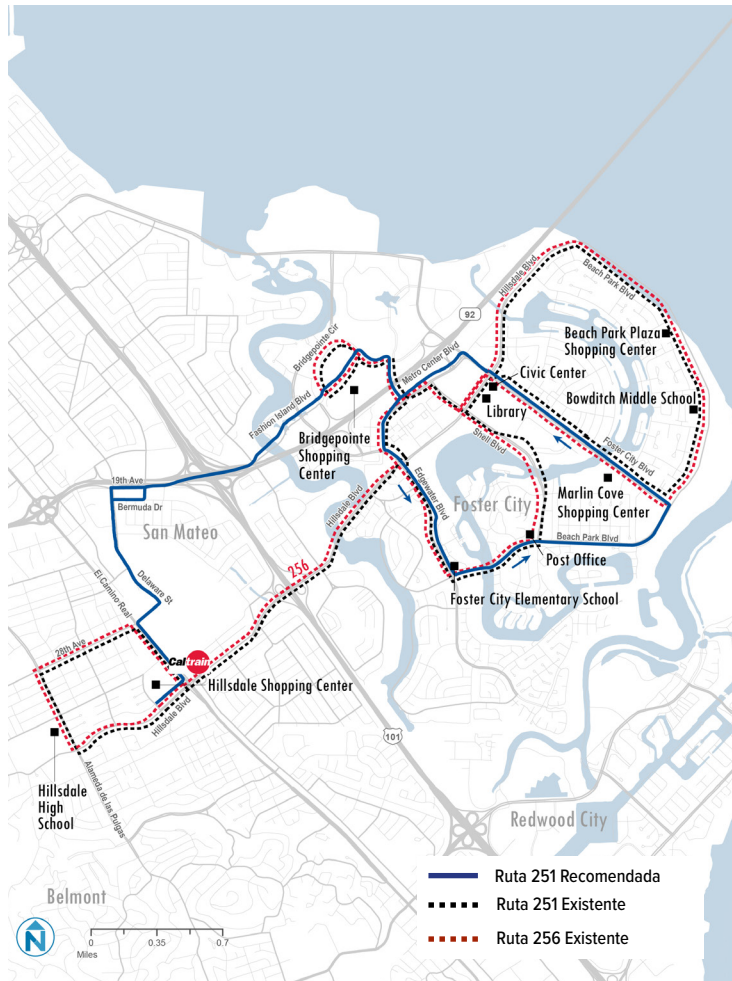 Hillsdale Blvd
Beach Park Blvd
92
Bridgepointe Cir
Metro Center Blvd
Beach Park Plaza
Shopping Center
Civic Center
Bowditch Middle School
Library
Fashion Island Blvd
Bridgepointe
Shopping
Center
Shell Blvd
Foster City Blvd
19th Ave
Bermuda Dr
Edgewater Blvd
Marlin Cove
Shopping Center
Foster City
San Mateo
Hillsdale Blvd
Beach Park Blvd
Post Office
256
Foster City Elementary School
Delaware St
El Camino Real
28th Ave
Caltrain
Hillsdale Shopping Center
Hillsdale Blvd
101
Hillsdale
High
School
Alameda de las Pulgas
Redwood City
Belmont
Ruta 251 Recomendada
Ruta 251 Existente
Ruta 256 Existente
N
0 0.35 0.7
Miles